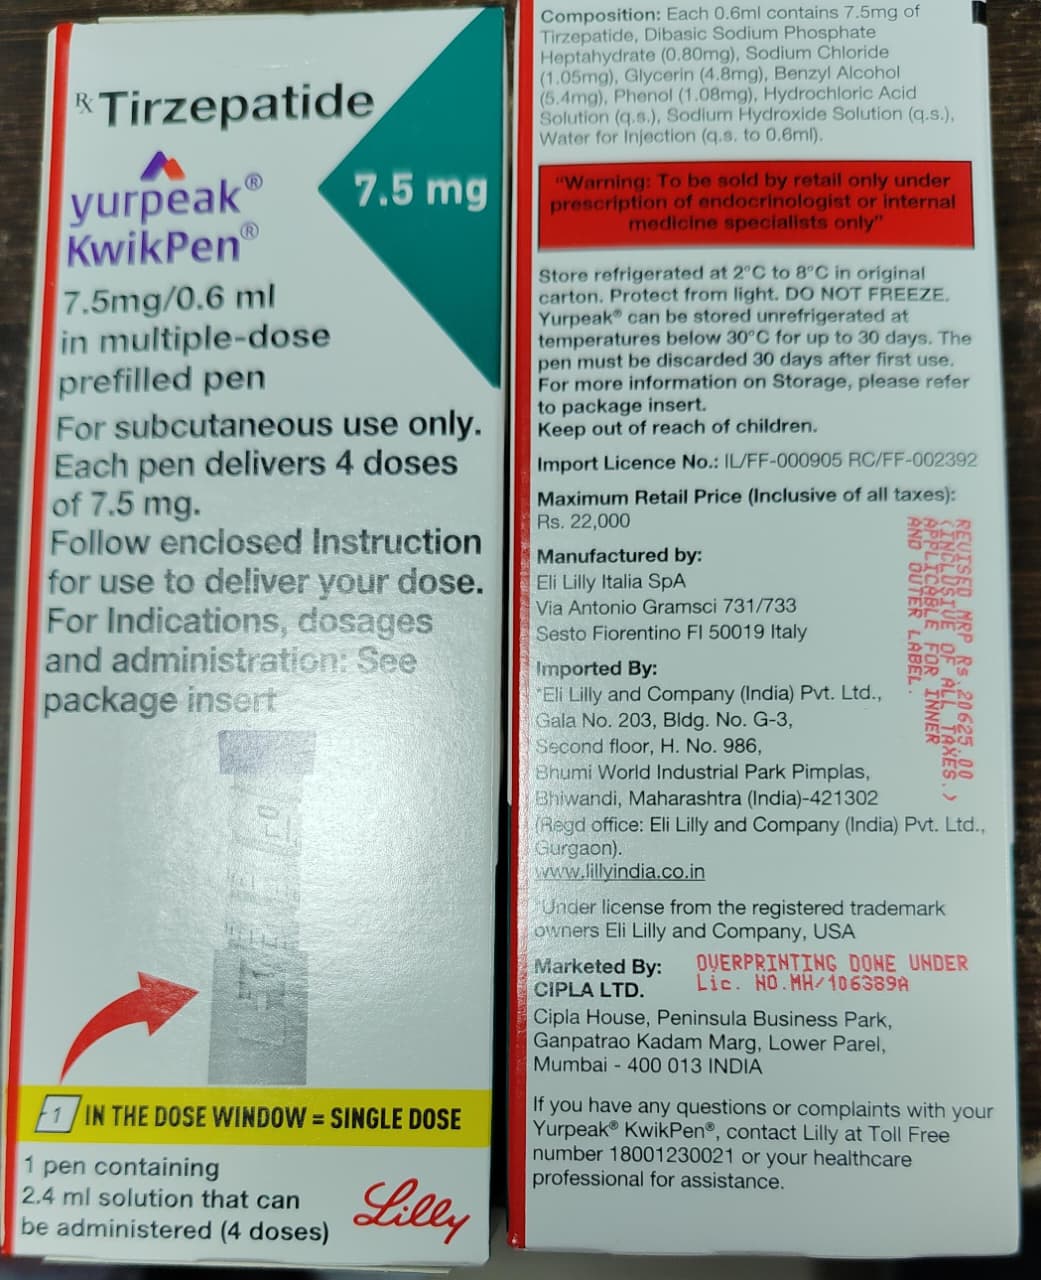 Rx Tirzepatide
yurpeak®
KwikPen®
7.5 mg
7.5mg/0.6 ml
in multiple-dose
prefilled pen
For subcutaneous use only.
Each pen delivers 4 doses
of 7.5 mg.
Follow enclosed Instruction
for use to deliver your dose.
For Indications, dosages
and administration: See
package insert
1 IN THE DOSE WINDOW = SINGLE DOSE
1 pen containing
2.4 ml solution that can
be administered (4 doses)
Lilly
Composition: Each 0.6ml contains 7.5mg of
Tirzepatide, Dibasic Sodium Phosphate
Heptahydrate (0.80mg), Sodium Chloride
(1.05mg), Glycerin (4.8mg), Benzyl Alcohol
(5.4mg), Phenol (1.08mg), Hydrochloric Acid
Solution (q.s.), Sodium Hydroxide Solution (q.s.),
Water for Injection (q.s. to 0.6ml).
"Warning: To be sold by retail only under
prescription of endocrinologist or internal
medicine specialists only"
Store refrigerated at 2°C to 8°C in original
carton. Protect from light. DO NOT FREEZE.
Yurpeak® can be stored unrefrigerated at
temperatures below 30°C for up to 30 days. The
pen must be discarded 30 days after first use.
For more information on Storage, please refer
to package insert.
Keep out of reach of children.
Import Licence No.: IL/FF-000905 RC/FF-002392
Maximum Retail Price (Inclusive of all taxes):
Rs. 22,000
REVISED MRP Rs.20625.00
(INCLUSIVE OF ALL TAXES.)
APPLICABLE FOR INNER
AND OUTER LABEL.
Manufactured by:
Eli Lilly Italia SpA
Via Antonio Gramsci 731/733
Sesto Fiorentino FI 50019 Italy
Imported By:
*Eli Lilly and Company (India) Pvt. Ltd.,
Gala No. 203, Bldg. No. G-3,
Second floor, H. No. 986,
Bhumi World Industrial Park Pimplas,
Bhiwandi, Maharashtra (India)-421302
(Regd office: Eli Lilly and Company (India) Pvt. Ltd.,
Gurgaon).
www.lillyindia.co.in
*Under license from the registered trademark
owners Eli Lilly and Company, USA
Marketed By:
CIPLA LTD.
OVERPRINTING DONE UNDER
Lic. NO.MH/106389A
Cipla House, Peninsula Business Park,
Ganpatrao Kadam Marg, Lower Parel,
Mumbai - 400 013 INDIA
If you have any questions or complaints with your
Yurpeak® KwikPen®, contact Lilly at Toll Free
number 18001230021 or your healthcare
professional for assistance.